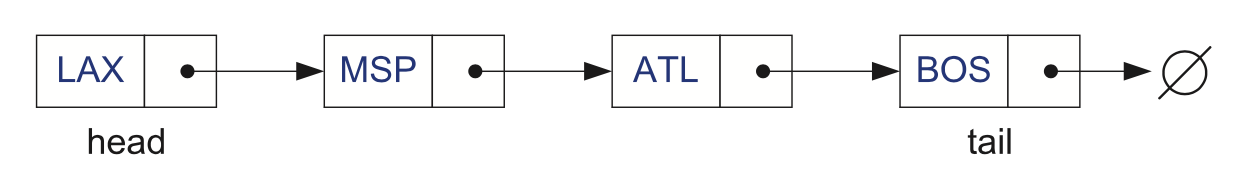 LAX MSP ATL BOS ∅
head tail